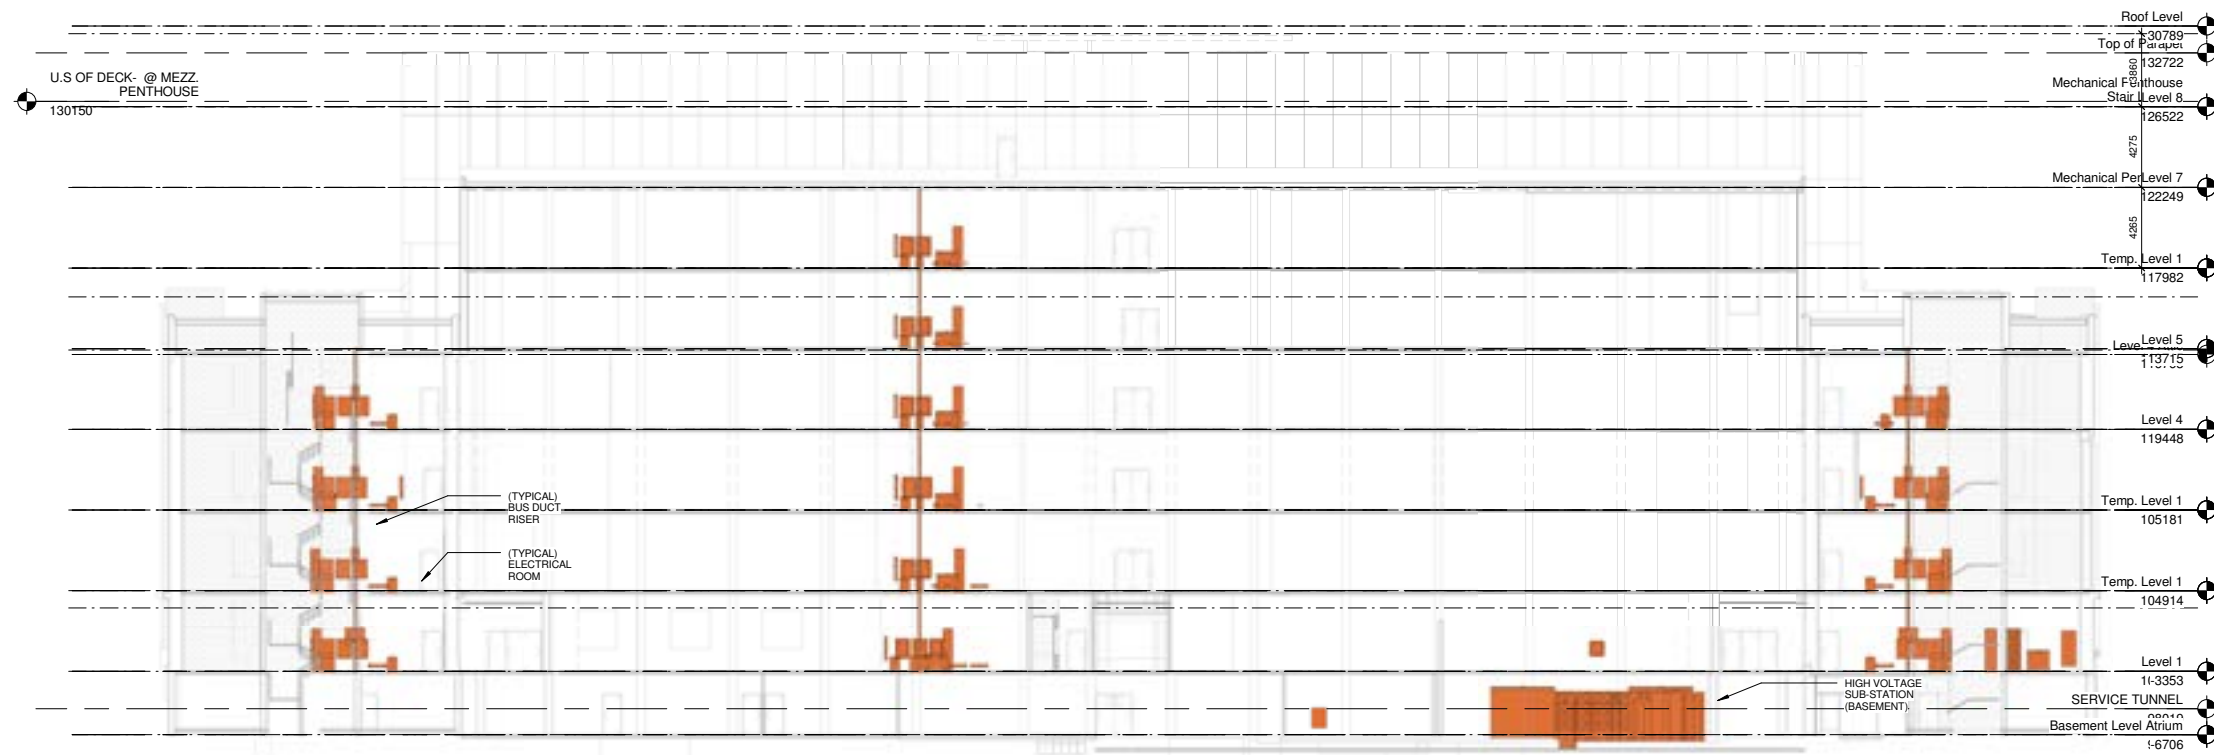 Roof Level
130789
Top of Parapet
132722
3860
U.S OF DECK- @ MEZZ.
PENTHOUSE
130150
Mechanical Penthouse
Stair Level 8
126522
4275
Mechanical Pen Level 7
122249
4265
Temp. Level 1
117982
Level 5
113715
Level 4
119448
(TYPICAL)
BUS DUCT
RISER
Temp. Level 1
105181
(TYPICAL)
ELECTRICAL
ROOM
Temp. Level 1
104914
Level 1
HIGH VOLTAGE
SUB-STATION
(BASEMENT)
SERVICE TUNNEL
Basement Level Atrium